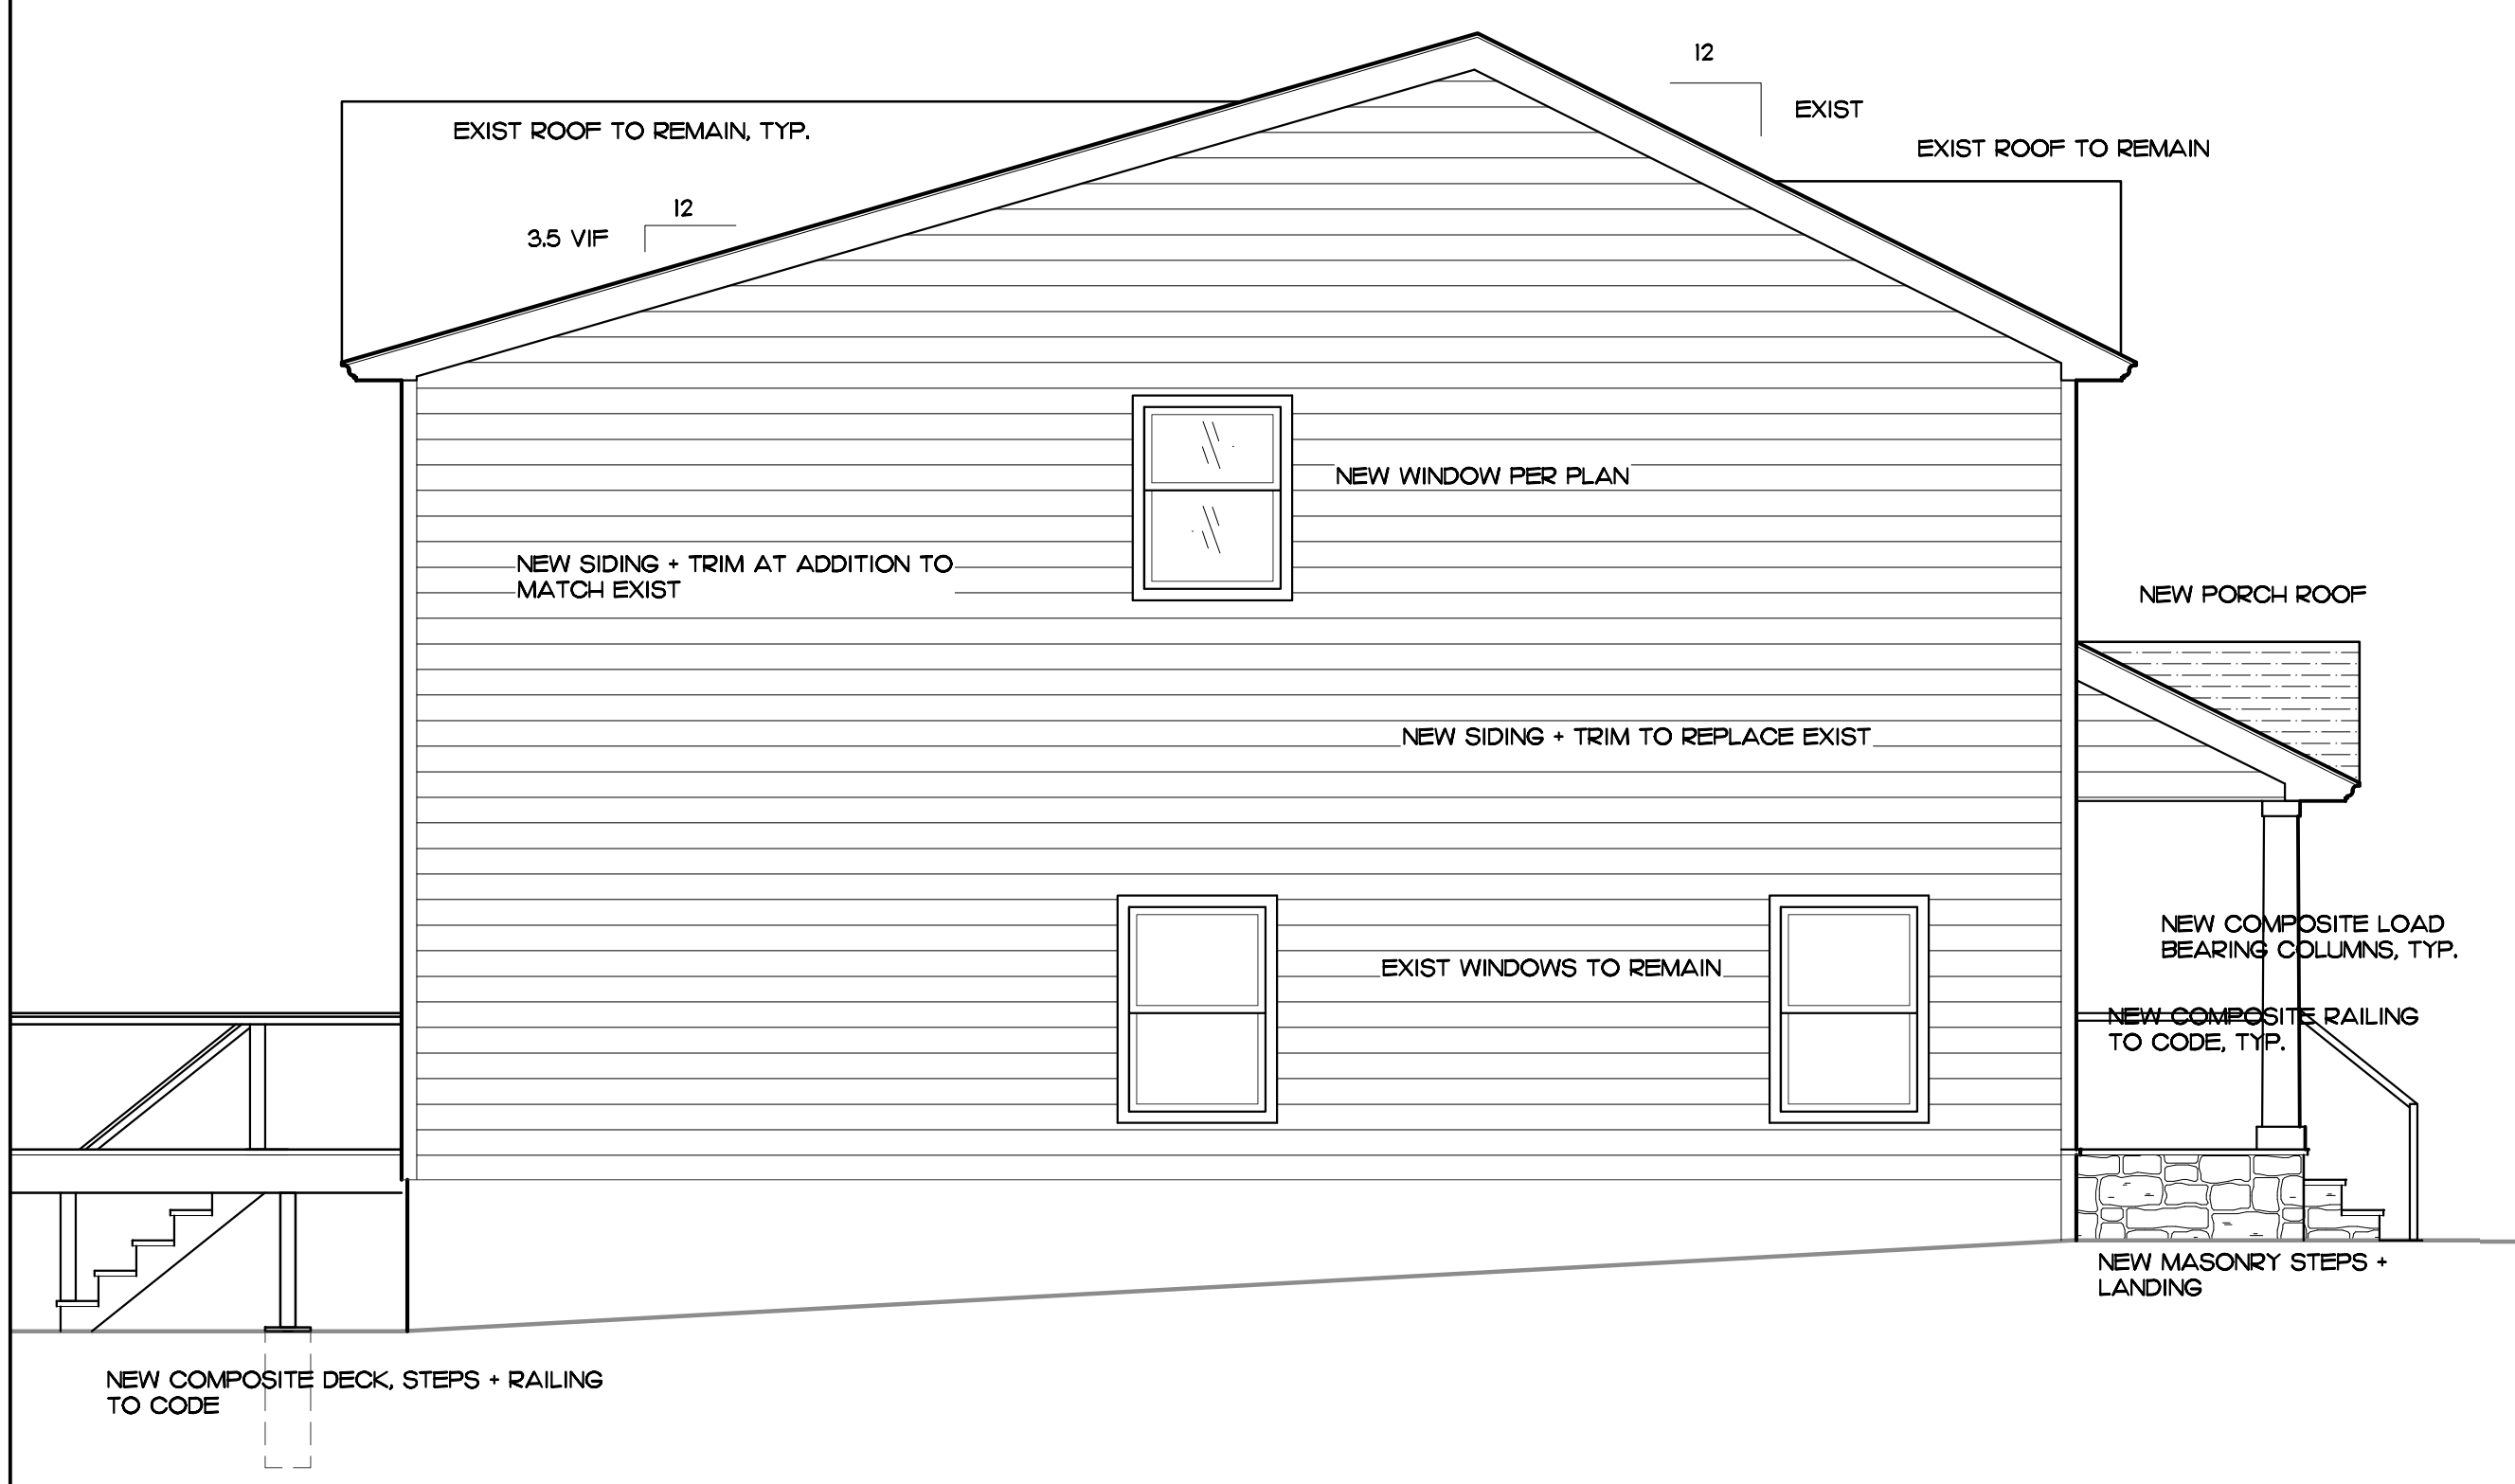 12
EXIST
EXIST ROOF TO REMAIN, TYP.
EXIST ROOF TO REMAIN
12
3.5 VIF
NEW WINDOW PER PLAN
NEW SIDING + TRIM AT ADDITION TO
MATCH EXIST
NEW PORCH ROOF
NEW SIDING + TRIM TO REPLACE EXIST
NEW COMPOSITE LOAD
BEARING COLUMNS, TYP.
EXIST WINDOWS TO REMAIN
NEW COMPOSITE RAILING
TO CODE, TYP.
NEW MASONRY STEPS +
LANDING
NEW COMPOSITE DECK, STEPS + RAILING
TO CODE